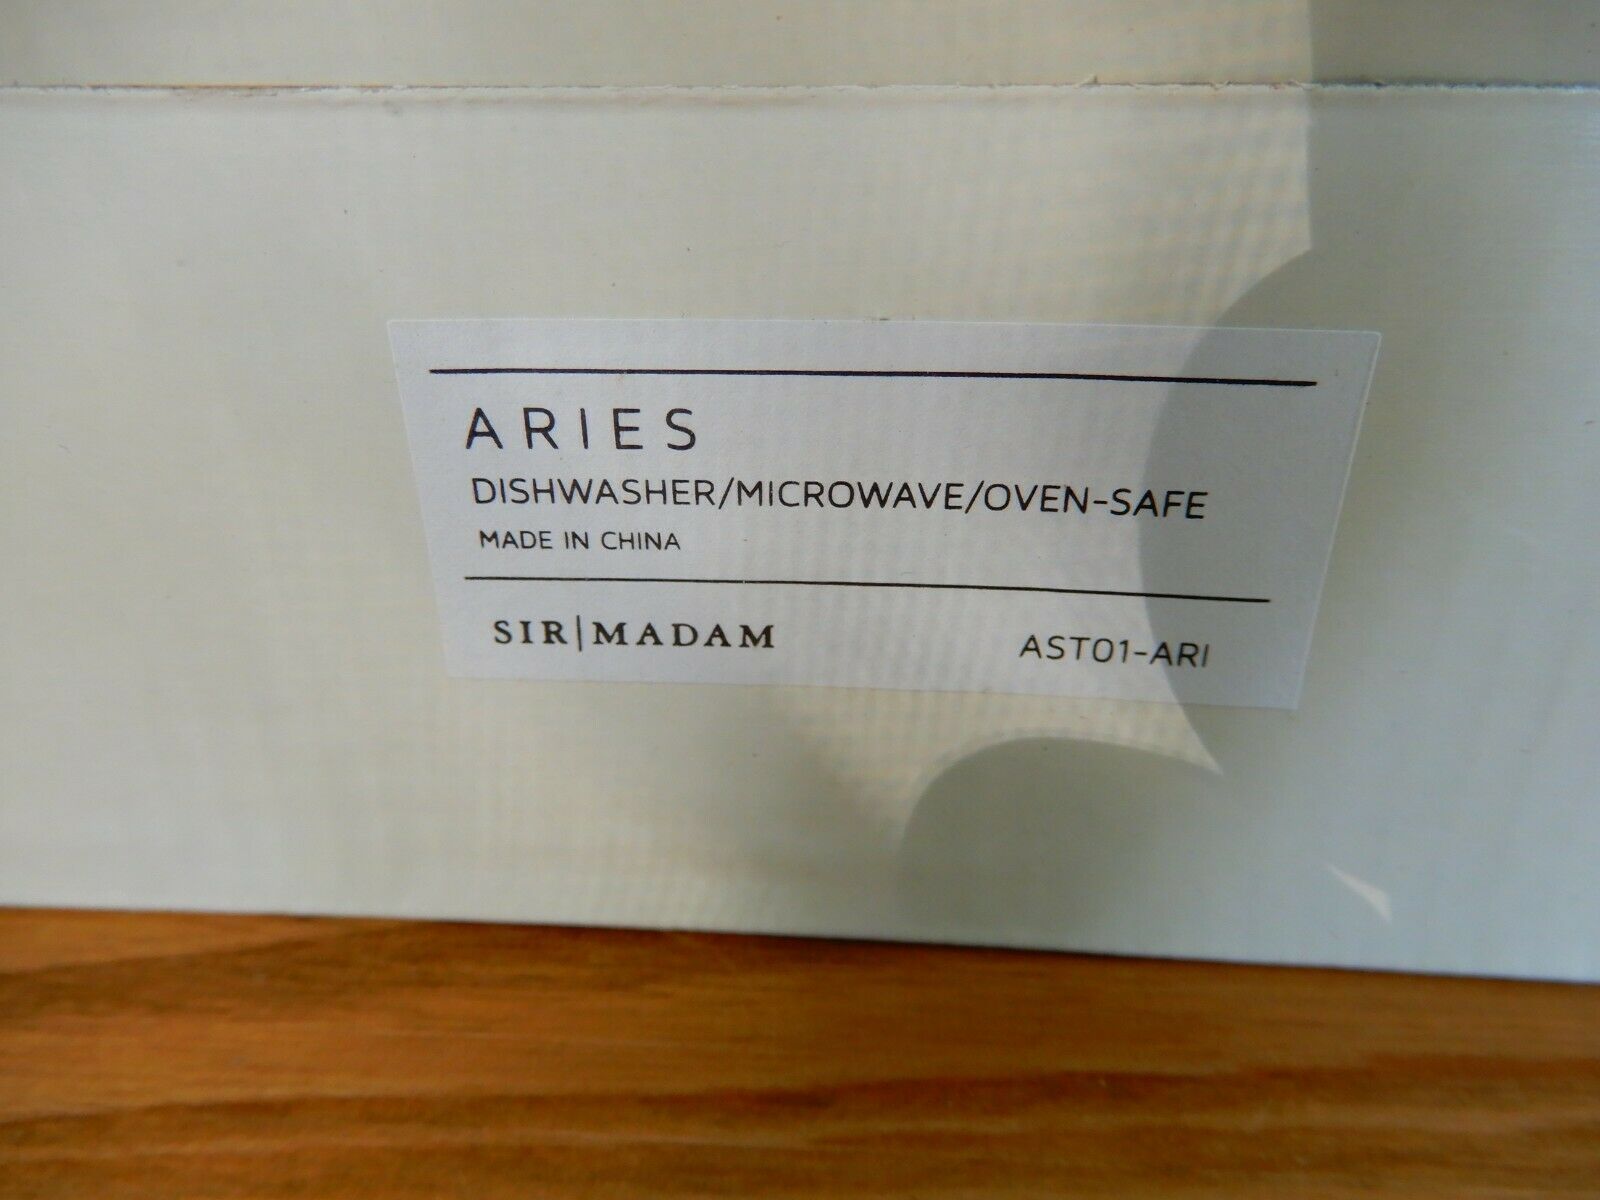 ARIES
DISHWASHER/MICROWAVE/OVEN-SAFE
MADE IN CHINA
SIR|MADAM AST01-ARI